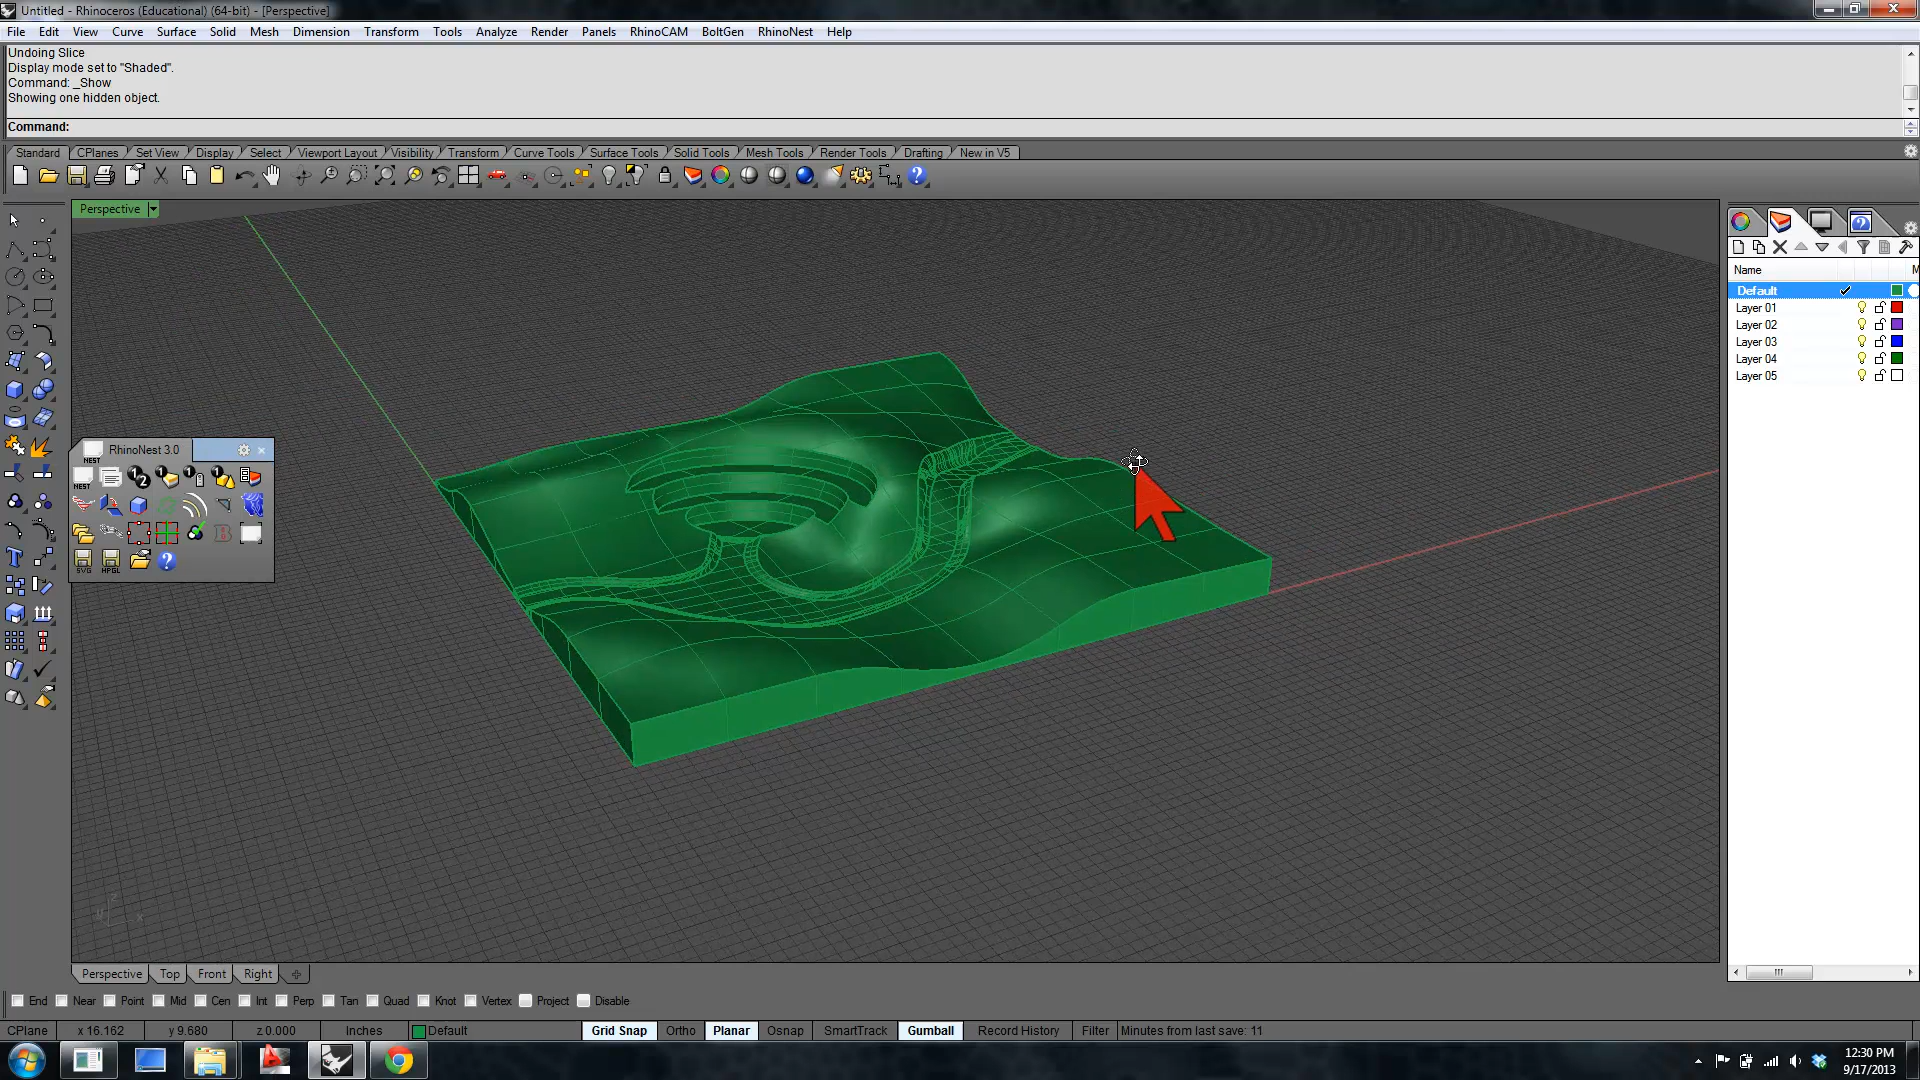 Untitled - Rhinoceros (Educational) (64-bit) - [Perspective]
File Edit View Curve Surface Solid Mesh Dimension Transform Tools Analyze Render Panels RhinoCAM BoltGen RhinoNest Help
Undoing Slice
Display mode set to "Shaded".
Command: _Show
Showing one hidden object.
Command:
Standard CPlanes Set View Display Select Viewport Layout Visibility Transform Curve Tools Surface Tools Solid Tools Mesh Tools Render Tools Drafting New in V5
Perspective
Name M
Default
Layer 01
Layer 02
Layer 03
Layer 04
Layer 05
RhinoNest 3.0
NEST
NEST
SVG HPGL
z
y x
Perspective Top Front Right
End Near Point Mid Cen Int Perp Tan Quad Knot Vertex Project Disable
CPlane x 16.162 y 9.680 z 0.000 Inches Default Grid Snap Ortho Planar Osnap SmartTrack Gumball Record History Filter Minutes from last save: 11
12:30 PM
9/17/2013